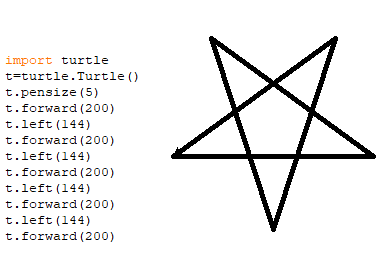 import turtle
t=turtle.Turtle()
t.pensize(5)
t.forward(200)
t.left(144)
t.forward(200)
t.left(144)
t.forward(200)
t.left(144)
t.forward(200)
t.left(144)
t.forward(200)